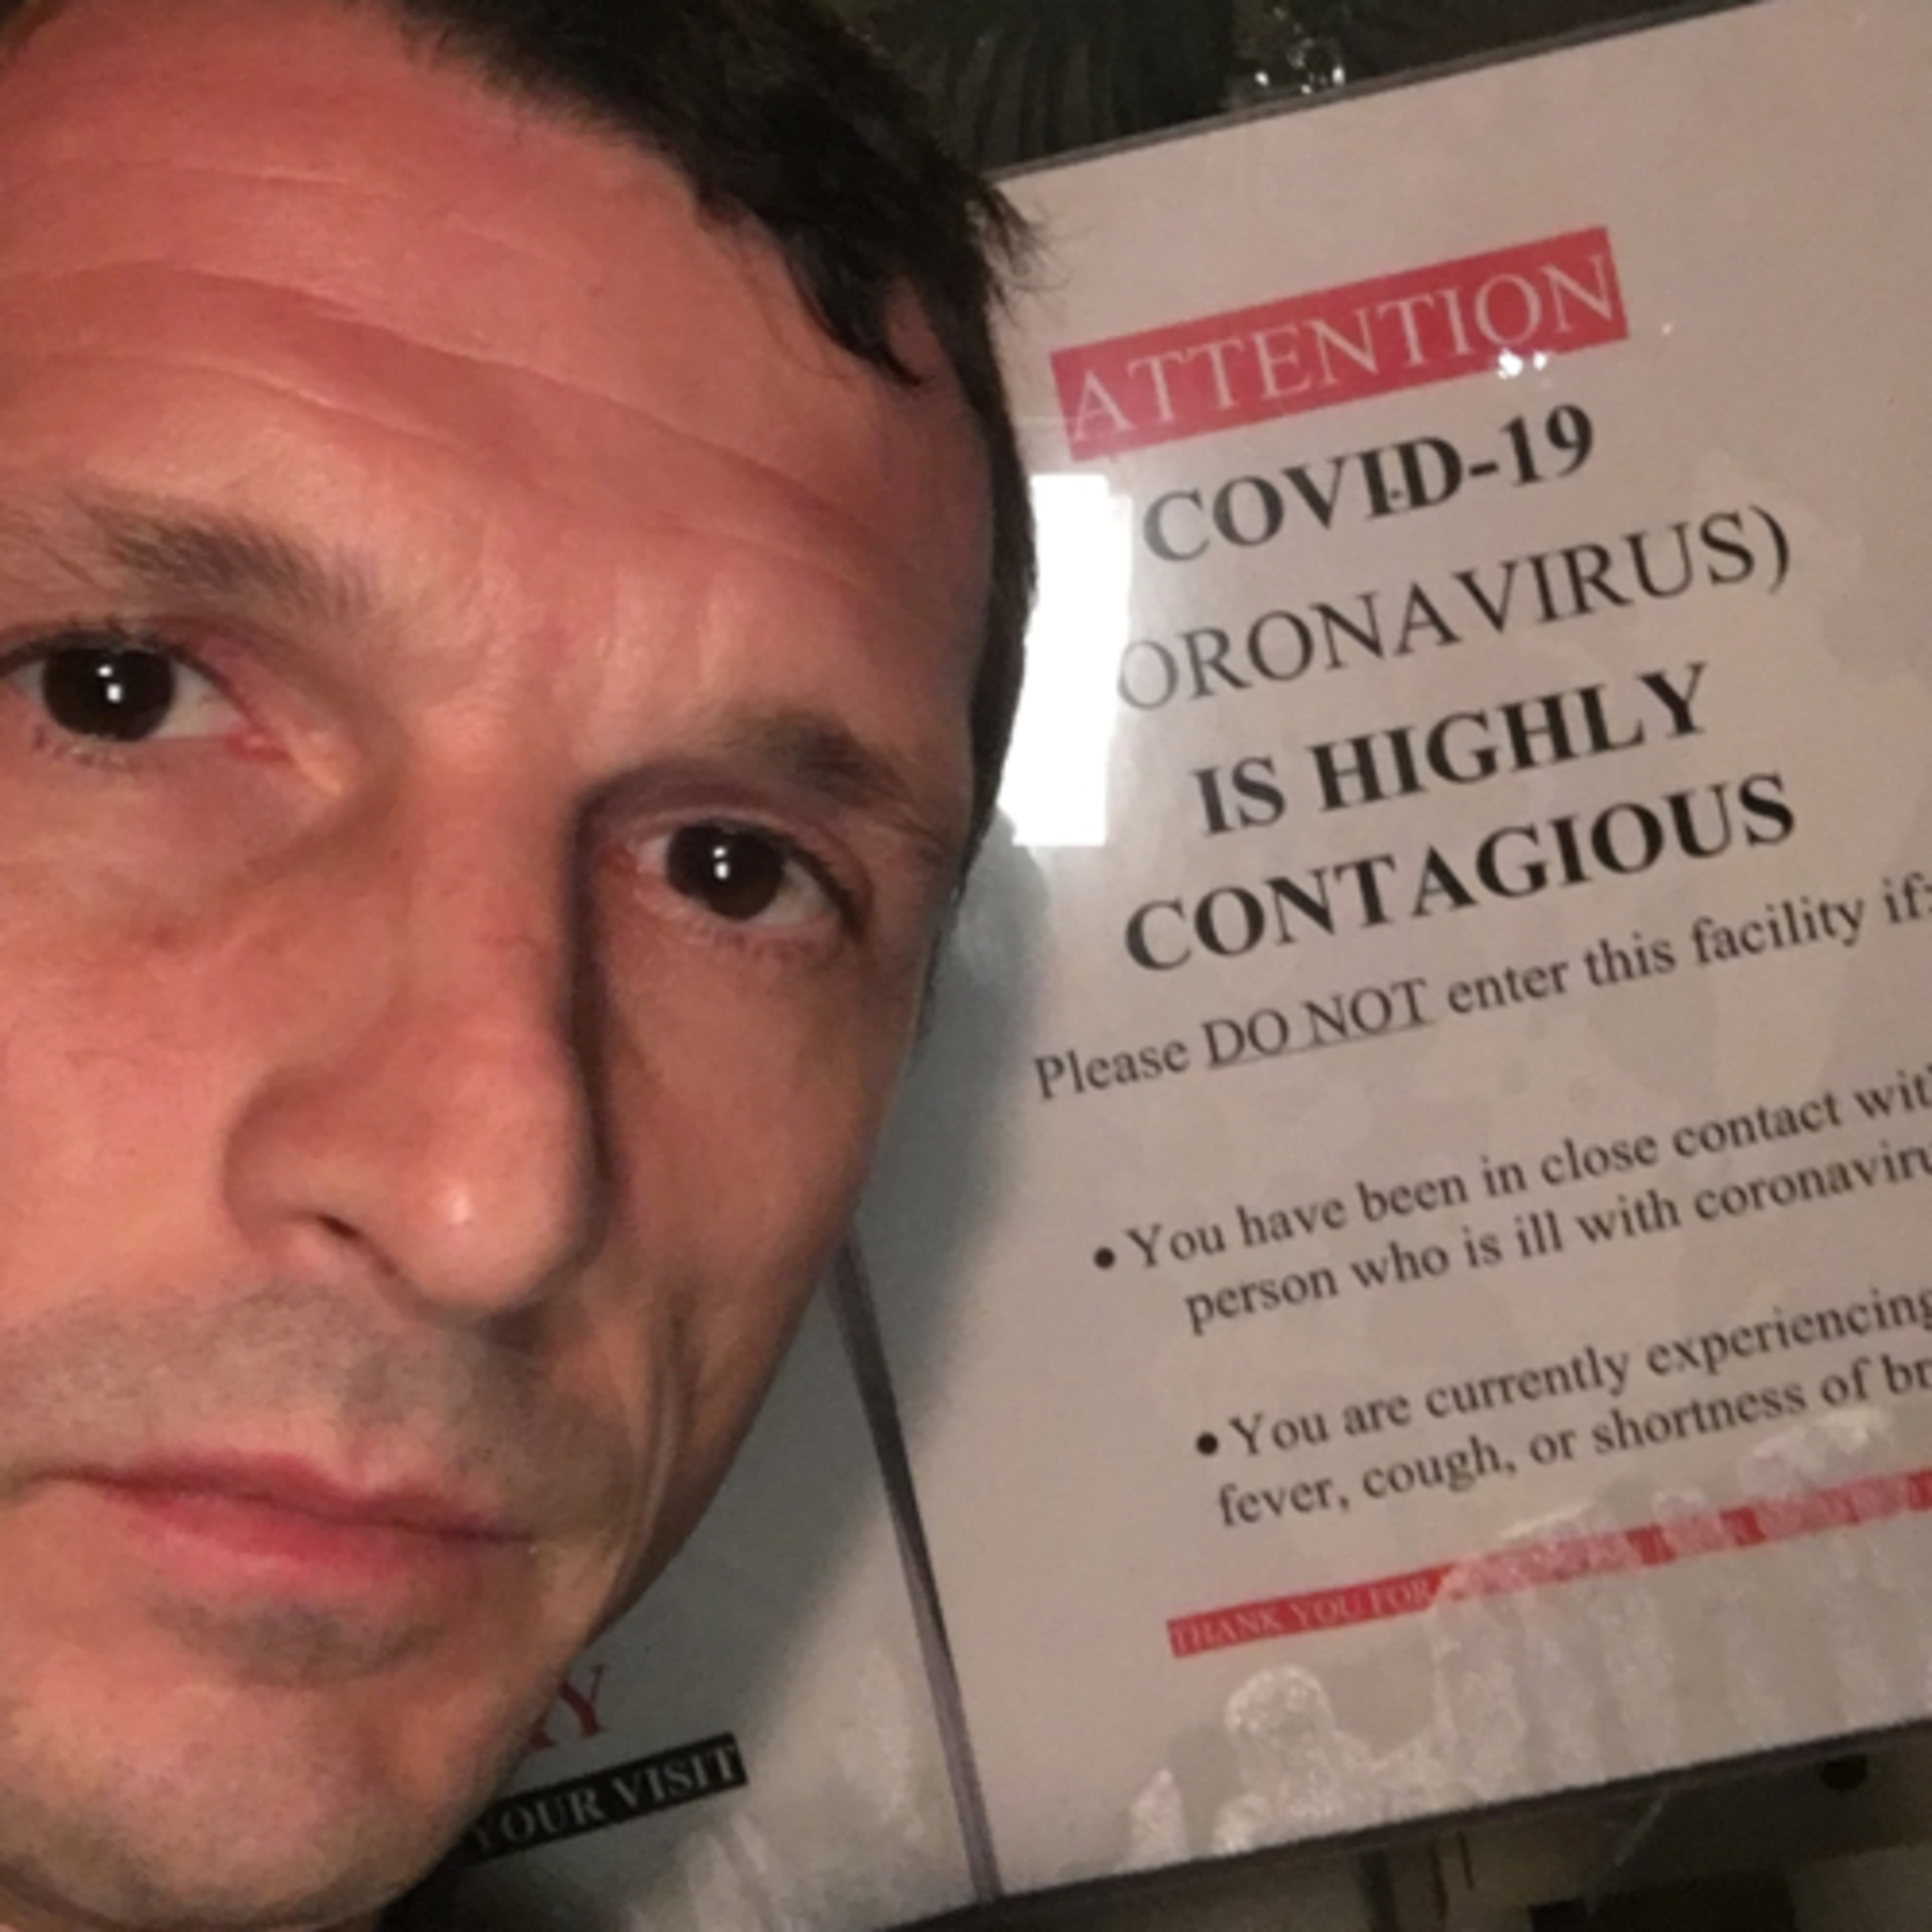 ATTENTION
COVID-19
ORONAVIRUS)
IS HIGHLY
CONTAGIOUS
Please DO NOT enter this facility if:
• You have been in close contact with
person who is ill with coronaviru
• You are currently experiencing
fever, cough, or shortness of br
THANK YOU FOR
Y
YOUR VISIT